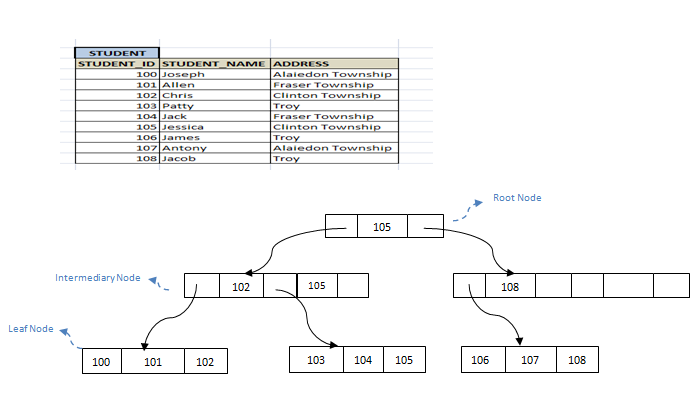 STUDENT
STUDENT_ID STUDENT_NAME ADDRESS
100 Joseph Alaiedon Township
101 Allen Fraser Township
102 Chris Clinton Township
103 Patty Troy
104 Jack Fraser Township
105 Jessica Clinton Township
106 James Troy
107 Antony Alaiedon Township
108 Jacob Troy
Root Node
105
Intermediary Node
102 105 108
Leaf Node
100 101 102 103 104 105 106 107 108